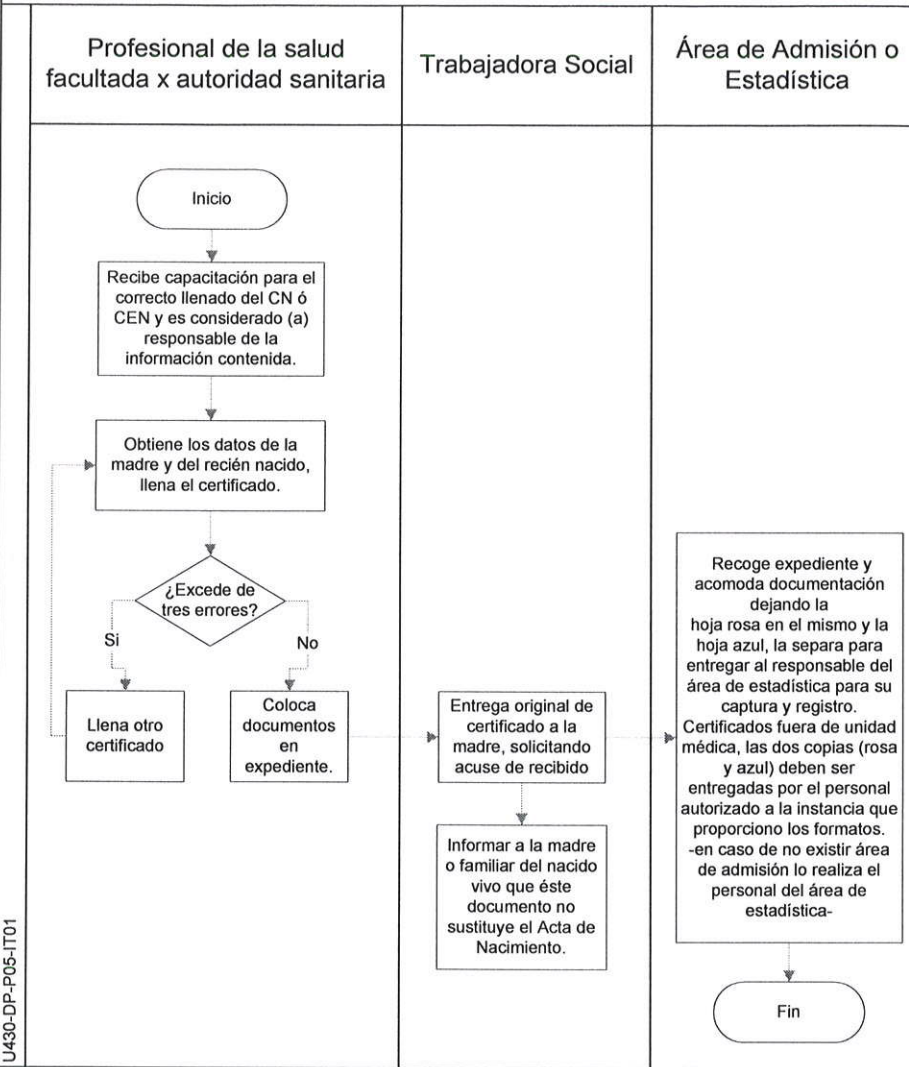 Profesional de la salud
facultada x autoridad sanitaria
Trabajadora Social
Área de Admisión o
Estadística
Inicio
Recibe capacitación para el
correcto llenado del CN ó
CEN y es considerado (a)
responsable de la
información contenida.
Obtiene los datos de la
madre y del recién nacido,
llena el certificado.
¿Excede de
tres errores?
Si
No
Llena otro
certificado
Coloca
documentos
en
expediente.
Entrega original de
certificado a la
madre, solicitando
acuse de recibido
Informar a la madre
o familiar del nacido
vivo que éste
documento no
sustituye el Acta de
Nacimiento.
Recoge expediente y
acomoda documentación
dejando la
hoja rosa en el mismo y la
hoja azul, la separa para
entregar al responsable del
área de estadística para su
captura y registro.
Certificados fuera de unidad
médica, las dos copias (rosa
y azul) deben ser
entregadas por el personal
autorizado a la instancia que
proporciono los formatos.
-en caso de no existir área
de admisión lo realiza el
personal del área de
estadística-
Fin
U430-DP-P05-IT01